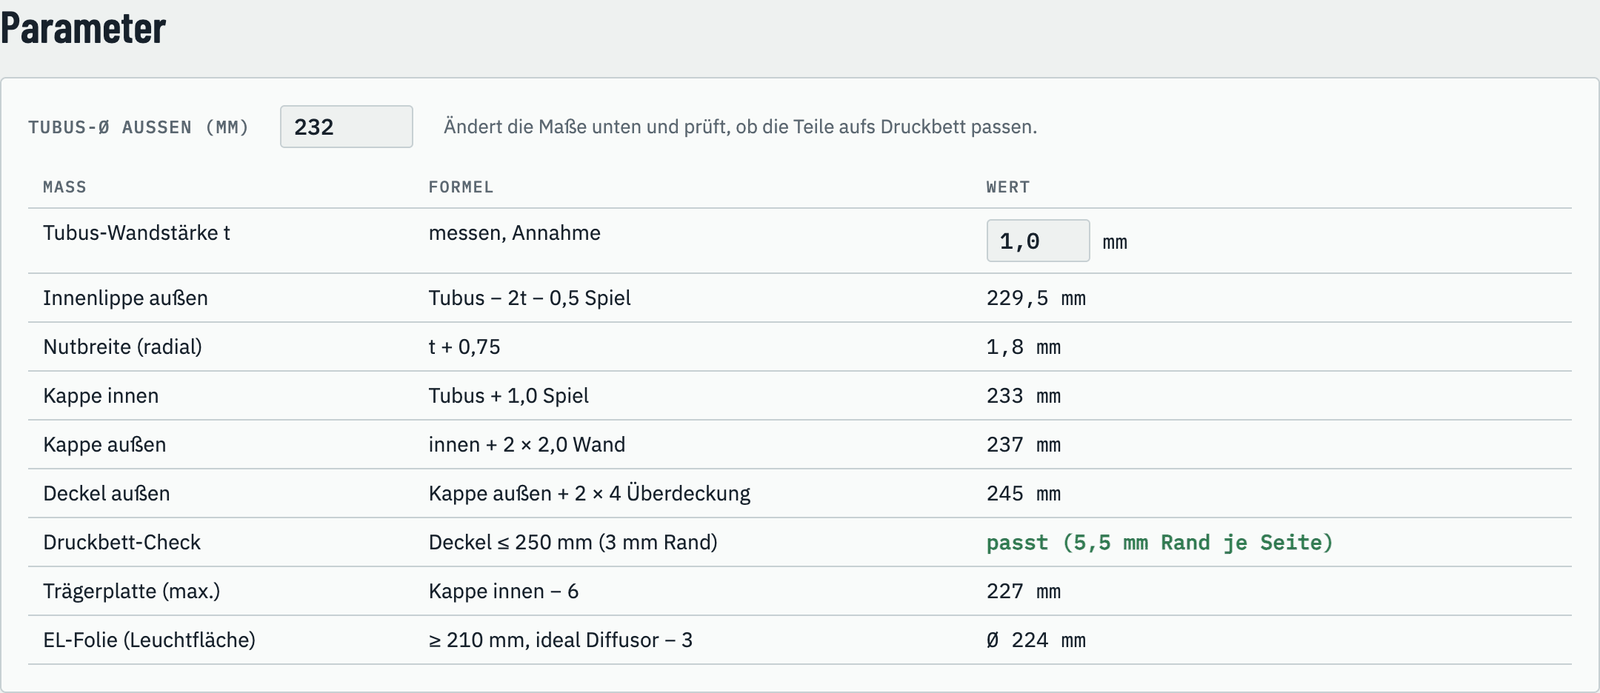 Parameter
TUBUS-Ø AUSSEN (MM) 232 Ändert die Maße unten und prüft, ob die Teile aufs Druckbett passen.
MASS FORMEL WERT
Tubus-Wandstärke t messen, Annahme 1,0 mm
Innenlippe außen Tubus − 2t − 0,5 Spiel 229,5 mm
Nutbreite (radial) t + 0,75 1,8 mm
Kappe innen Tubus + 1,0 Spiel 233 mm
Kappe außen innen + 2 × 2,0 Wand 237 mm
Deckel außen Kappe außen + 2 × 4 Überdeckung 245 mm
Druckbett-Check Deckel ≤ 250 mm (3 mm Rand) passt (5,5 mm Rand je Seite)
Trägerplatte (max.) Kappe innen − 6 227 mm
EL-Folie (Leuchtfläche) ≥ 210 mm, ideal Diffusor − 3 Ø 224 mm